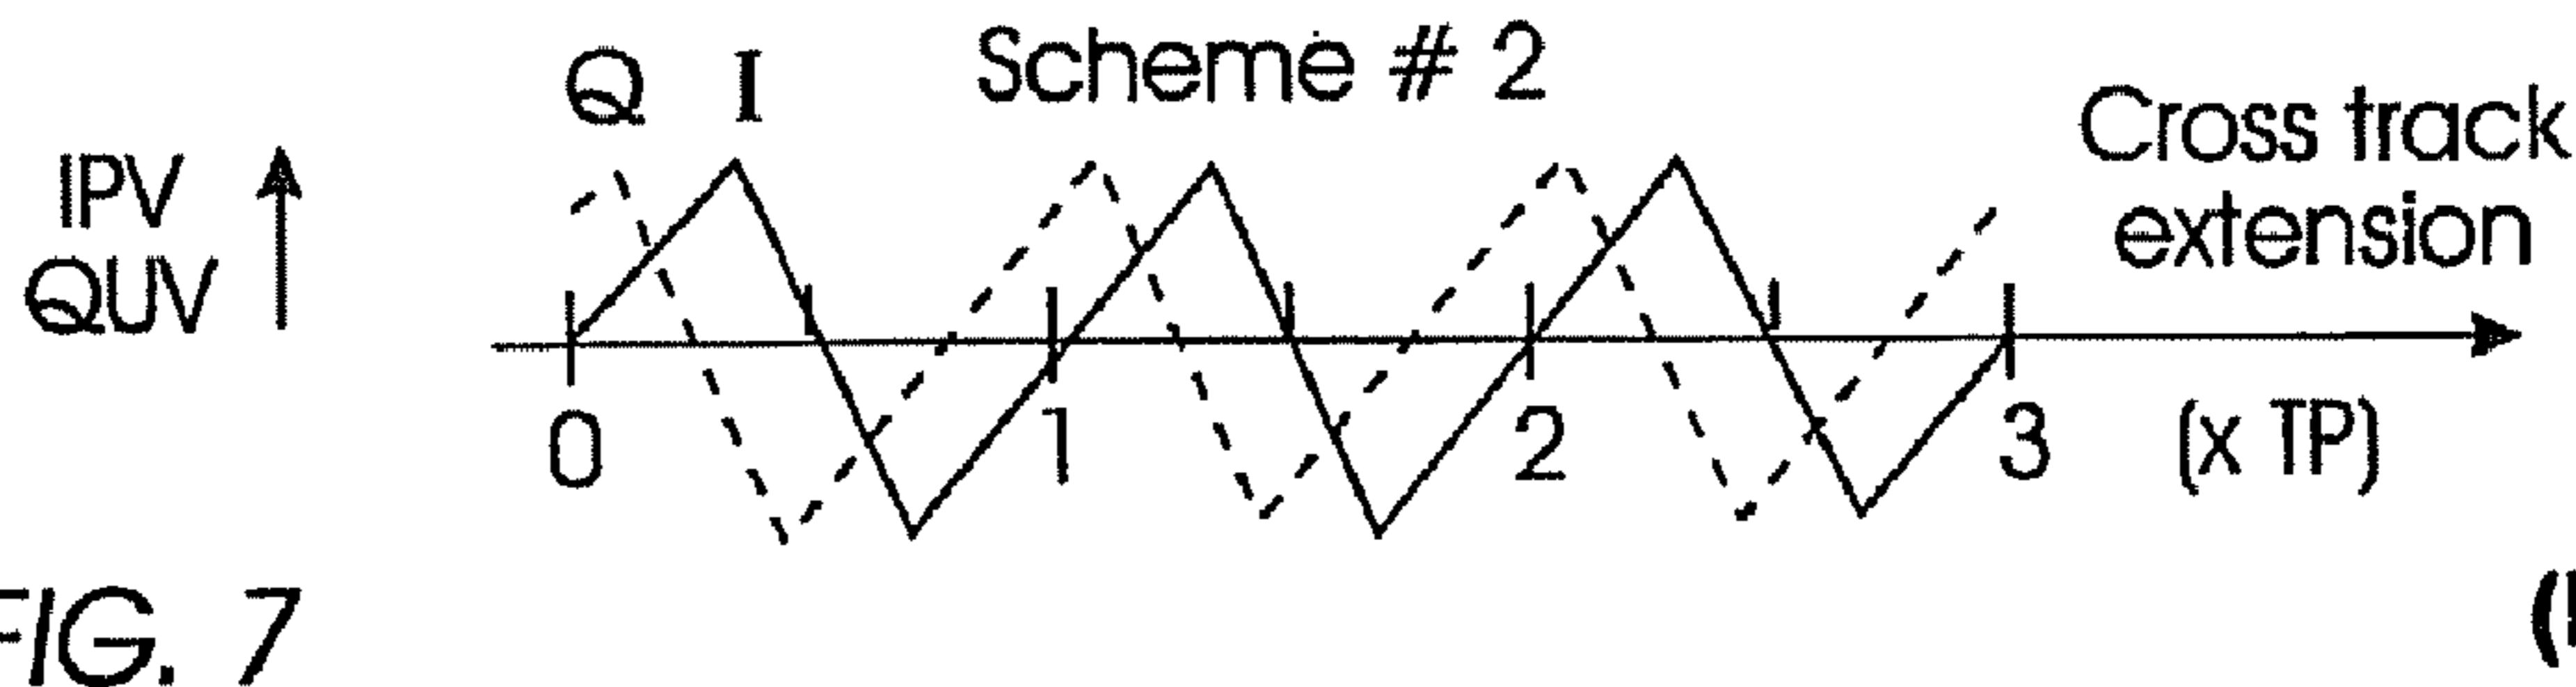 Q I
Scheme # 2
Cross track
extension
IPV
QUV
0 1 2 3 (x TP)
FIG. 7